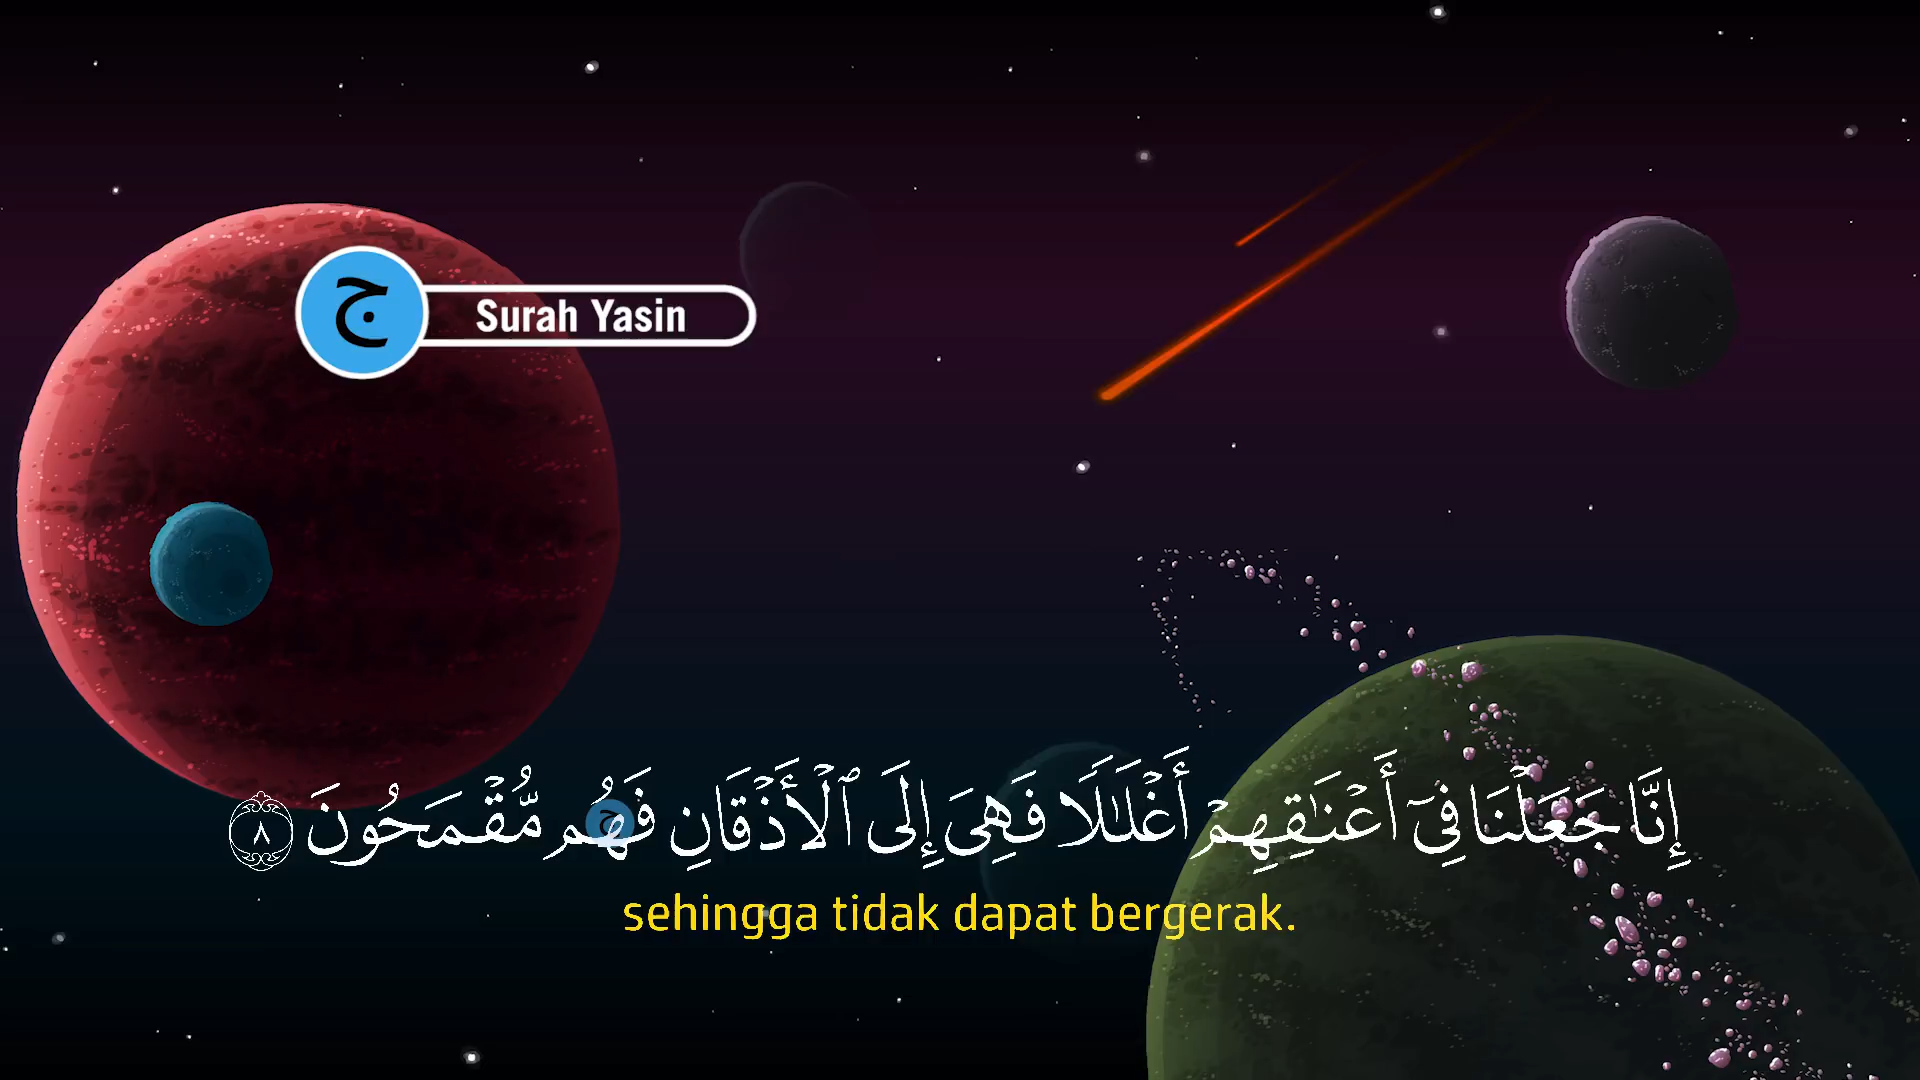 ج
Surah Yasin
إِنَّا جَعَلْنَا فِىٓ أَعْنَـٰقِهِمْ أَغْلَـٰلًا فَهِىَ إِلَى ٱلْأَذْقَانِ فَهُم مُّقْمَحُونَ ٨
sehingga tidak dapat bergerak.